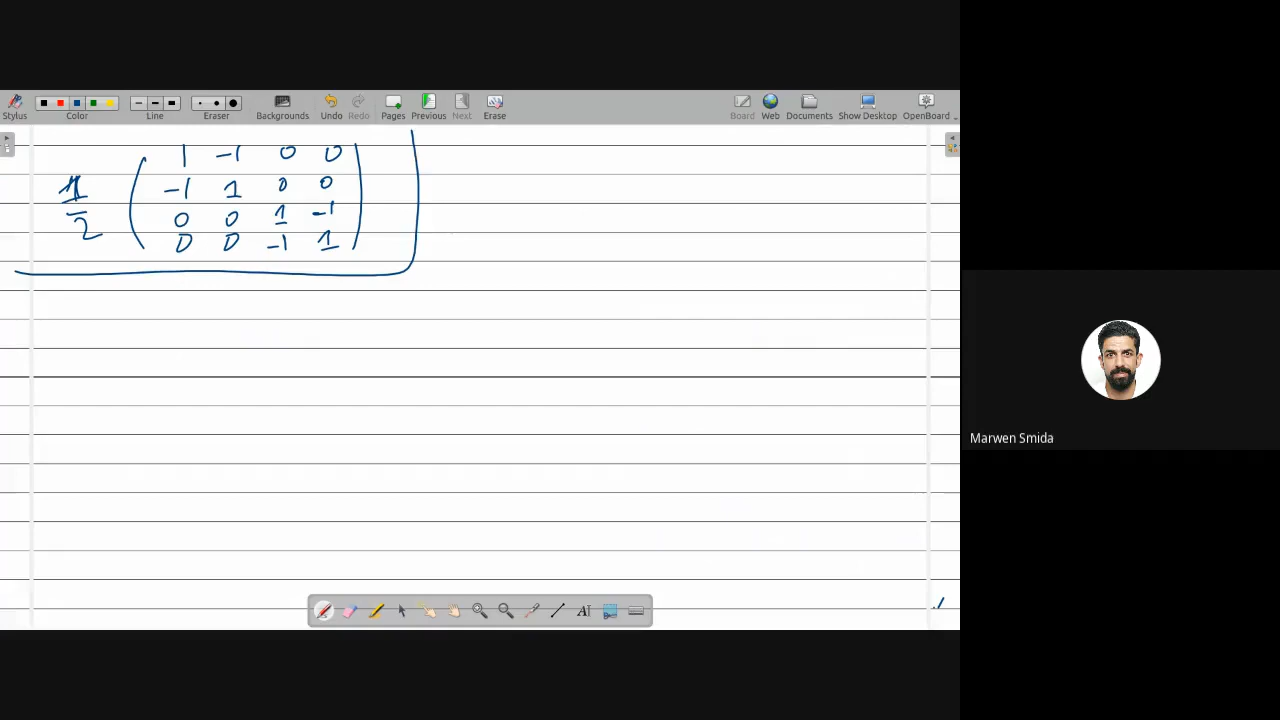 Stylus Color Line Eraser Backgrounds Undo Redo Pages Previous Next Erase Board Web Documents Show Desktop OpenBoard
1 -1 0 0
-1 1 0 0
1/2
0 0 1 -1
0 0 -1 1
AI
Marwen Smida